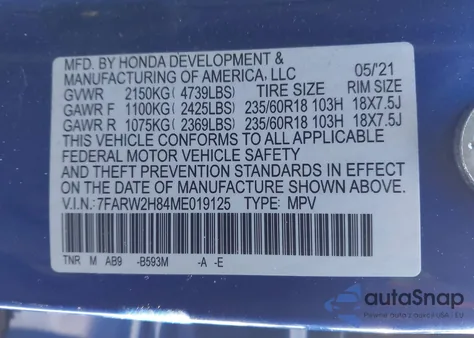 MFD. BY HONDA DEVELOPMENT &
MANUFACTURING OF AMERICA, LLC 05/'21
GVWR 2150KG( 4739LBS) TIRE SIZE RIM SIZE
GAWR F 1100KG( 2425LBS) 235/60R18 103H 18X7.5J
GAWR R 1075KG( 2369LBS) 235/60R18 103H 18X7.5J
THIS VEHICLE CONFORMS TO ALL APPLICABLE
FEDERAL MOTOR VEHICLE SAFETY
AND THEFT PREVENTION STANDARDS IN EFFECT
ON THE DATE OF MANUFACTURE SHOWN ABOVE.
V.I.N.:7FARW2H84ME019125 TYPE: MPV
TNR M AB9 -B593M -A -E
autoSnap